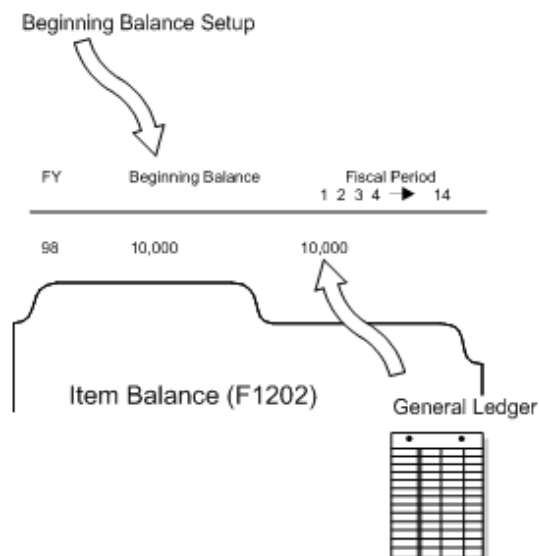 Beginning Balance Setup
FY Beginning Balance Fiscal Period
1 2 3 4 14
98 10,000 10,000
Item Balance (F1202)
General Ledger